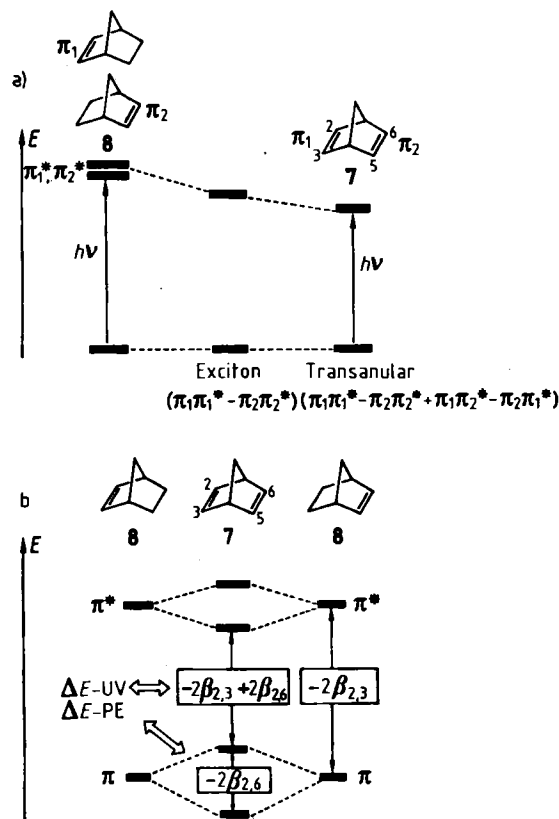 a)
π₁
π₂
8
E
π₁*,π₂*
hν
2
6
π₁
π₂
3
5
7
hν
Exciton Transanular
(π₁π₁* - π₂π₂*) (π₁π₁* - π₂π₂* + π₁π₂* - π₂π₁*)
b
2
6
3
5
8 7 8
E
π* π*
ΔE-UV
-2β₂,₃ + 2β₂₆
-2β₂,₃
ΔE-PE
π π
-2β₂,₆